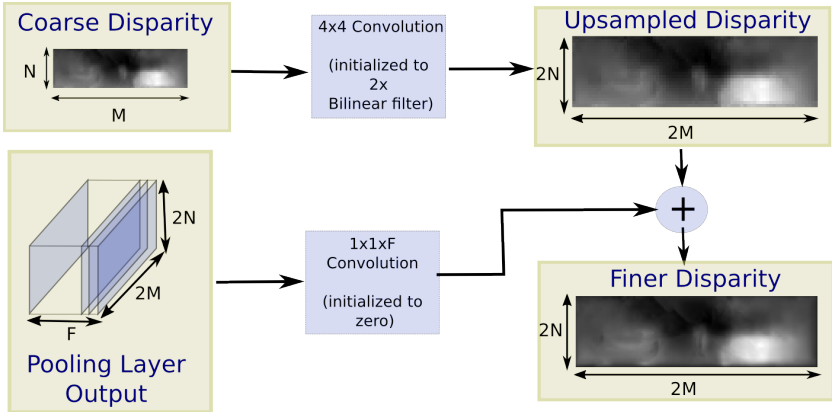 Coarse Disparity
N
M
4x4 Convolution
(initialized to
2x
Bilinear filter)
Upsampled Disparity
2N
2M
+
2N
2M
F
Pooling Layer
Output
1x1xF
Convolution
(initialized to
zero)
Finer Disparity
2N
2M